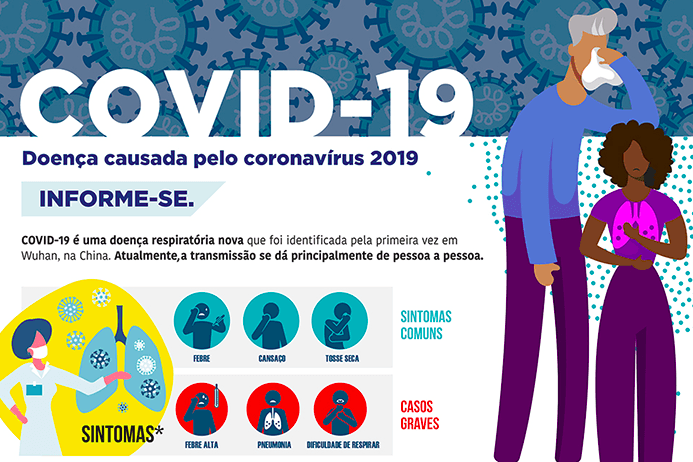 COVID-19
Doença causada pelo coronavírus 2019
INFORME-SE.
COVID-19 é uma doença respiratória nova que foi identificada pela primeira vez em
Wuhan, na China. Atualmente,a transmissão se dá principalmente de pessoa a pessoa.
FEBRE
CANSAÇO
TOSSE SECA
SINTOMAS
COMUNS
SINTOMAS*
FEBRE ALTA
PNEUMONIA
DIFICULDADE DE RESPIRAR
CASOS
GRAVES